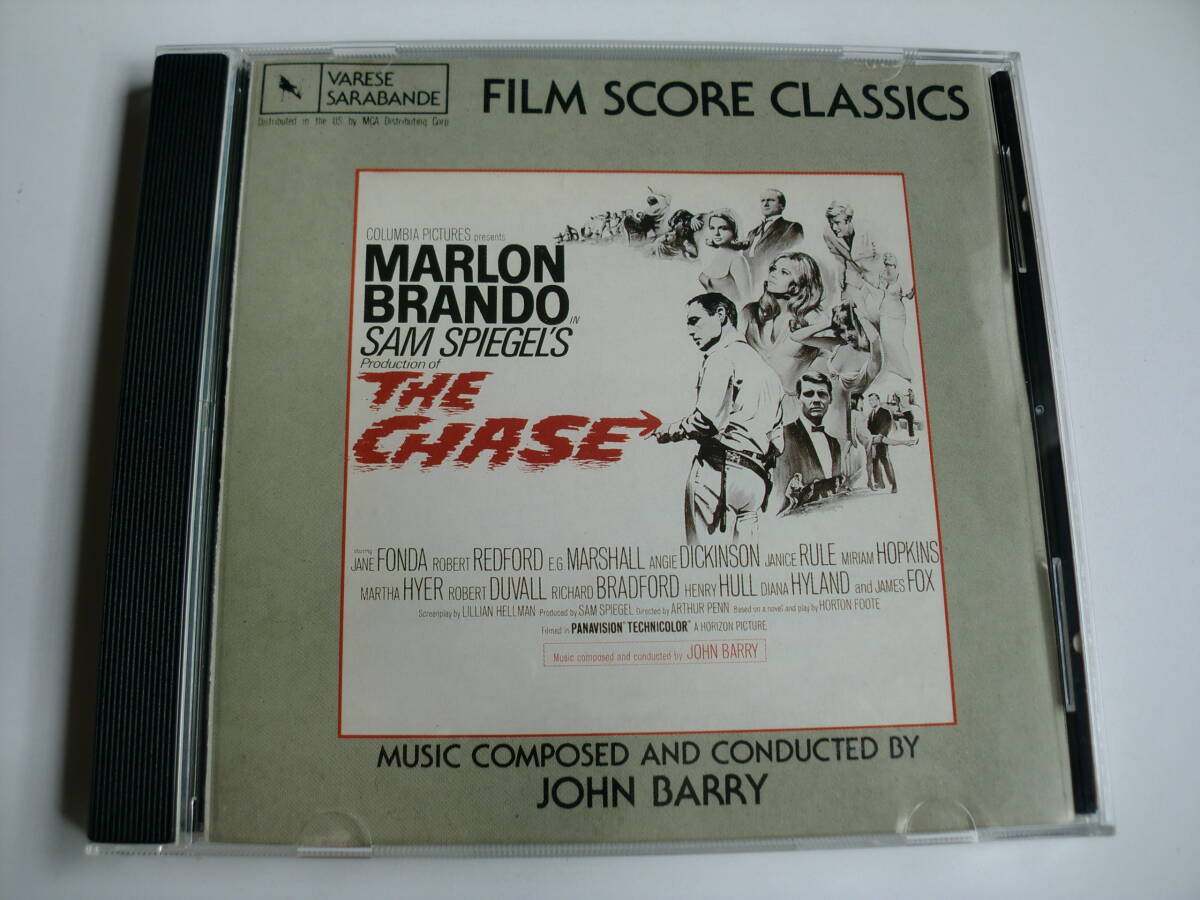 VARESE
SARABANDE
Distributed in the US by MCA Distributing Corp
FILM SCORE CLASSICS
COLUMBIA PICTURES presents
MARLON
BRANDO
IN
SAM SPIEGEL'S
Production of
THE
CHASE
starring
JANE FONDA ROBERT REDFORD E.G. MARSHALL ANGIE DICKINSON JANICE RULE MIRIAM HOPKINS
MARTHA HYER ROBERT DUVALL RICHARD BRADFORD HENRY HULL DIANA HYLAND and JAMES FOX
Screenplay by LILLIAN HELLMAN Produced by SAM SPIEGEL Directed by ARTHUR PENN Based on a novel and play by HORTON FOOTE
Filmed in PANAVISION® TECHNICOLOR® A HORIZON PICTURE
Music composed and conducted by JOHN BARRY
MUSIC COMPOSED AND CONDUCTED BY
JOHN BARRY